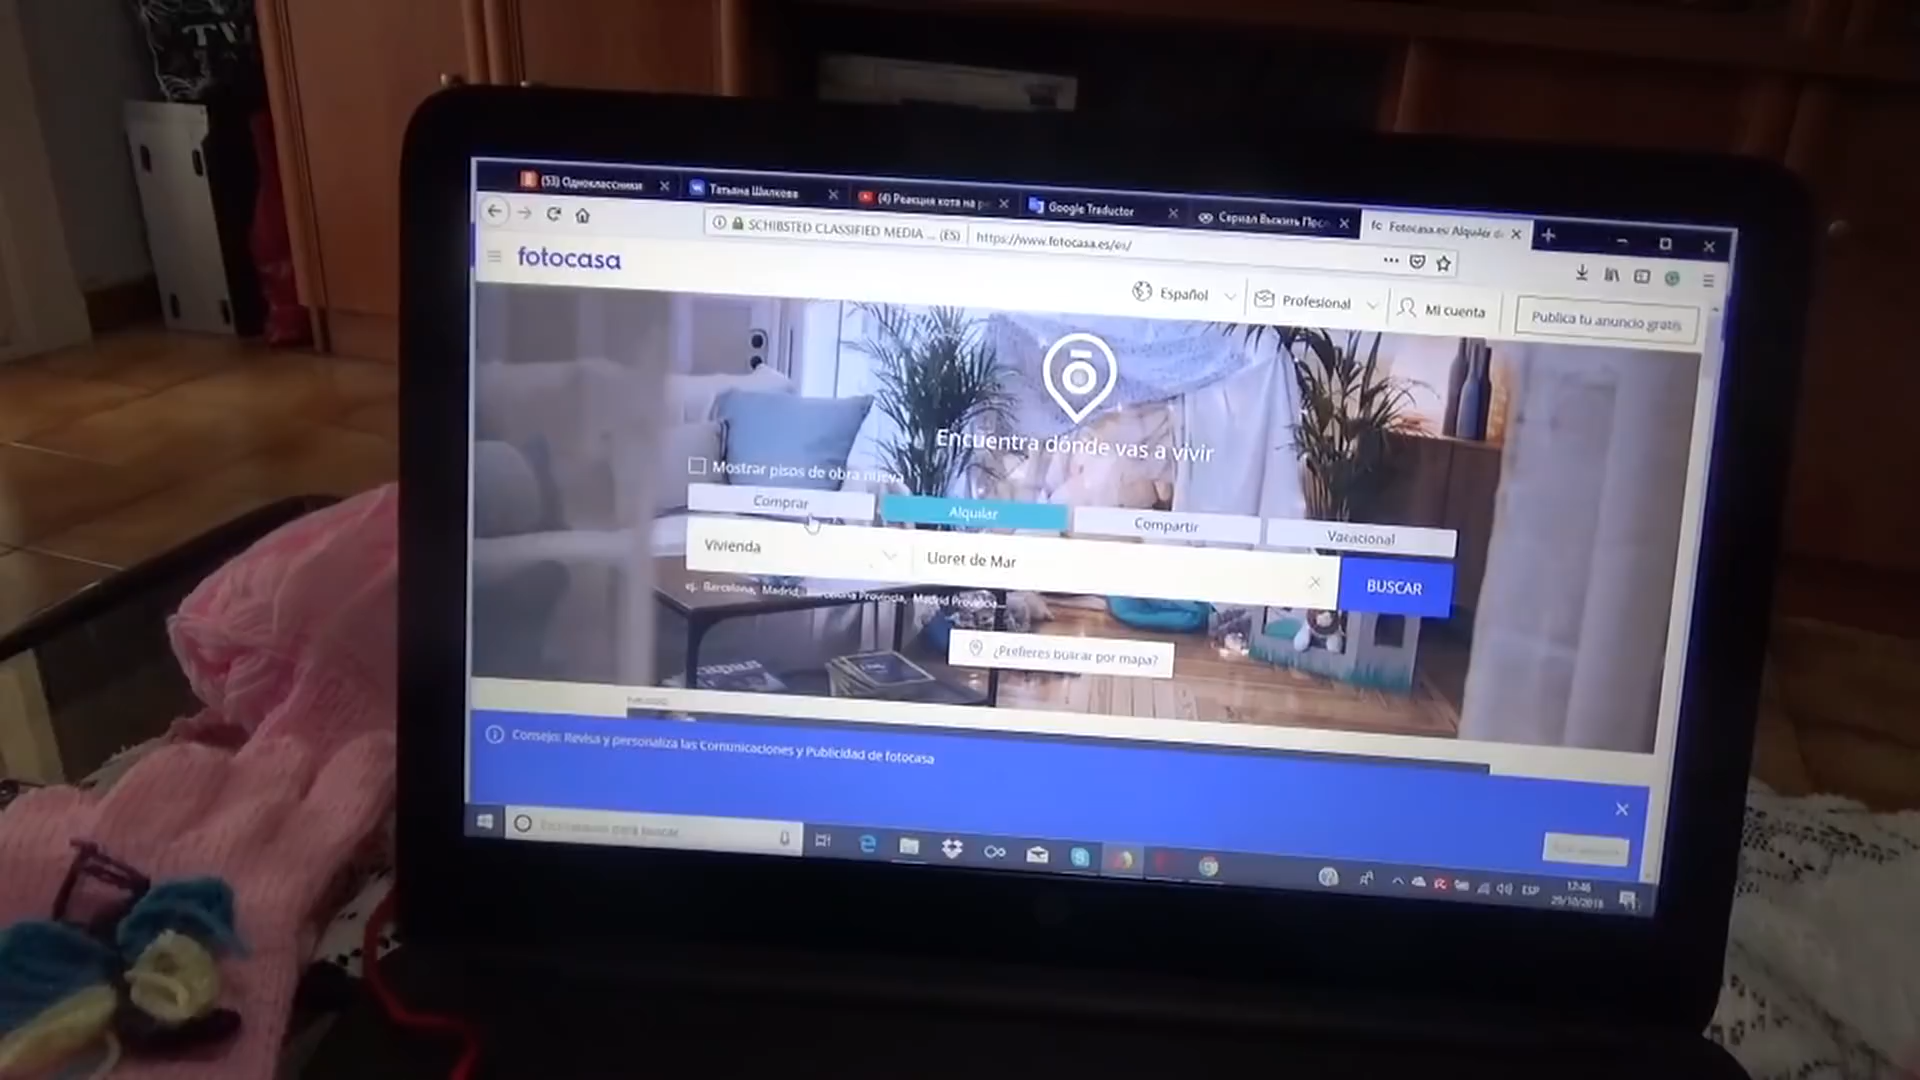 (53) Одноклассники
Татьяна Шилкова
(4) Реакция кота на
Google Traductor
Сериал Выжить
fc Fotocasa.es: Alquiler
SCHIBSTED CLASSIFIED MEDIA ... (ES)
https://www.fotocasa.es/es/
fotocasa
Español
Profesional
Mi cuenta
Publica tu anuncio gratis
Encuentra dónde vas a vivir
Mostrar pisos de obra nueva
Comprar
Alquilar
Compartir
Vacacional
Vivienda
Lloret de Mar
BUSCAR
ej. Barcelona, Madrid, Barcelona Provincia, Madrid Provincia...
¿Prefieres buscar por mapa?
Consejo: Revisa y personaliza las Comunicaciones y Publicidad de fotocasa
ESP
12:46
29/10/2018